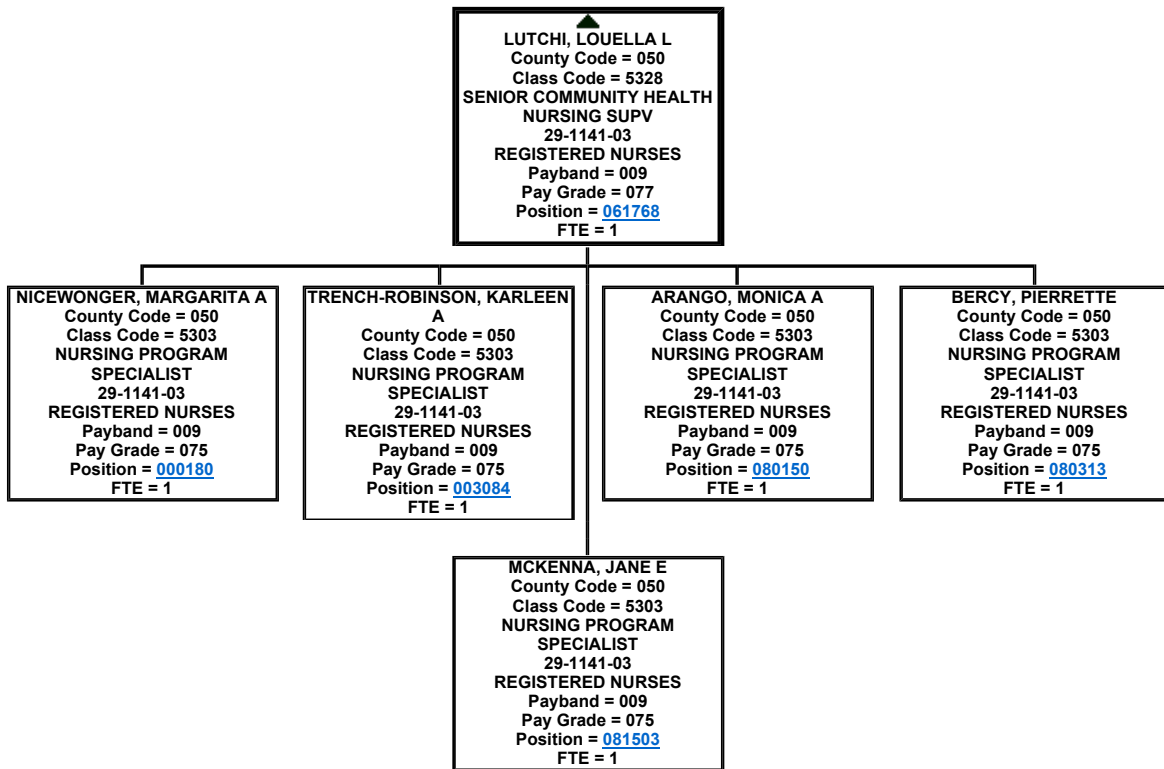 LUTCHI, LOUELLA L
County Code = 050
Class Code = 5328
SENIOR COMMUNITY HEALTH
NURSING SUPV
29-1141-03
REGISTERED NURSES
Payband = 009
Pay Grade = 077
Position = 061768
FTE = 1
NICEWONGER, MARGARITA A
County Code = 050
Class Code = 5303
NURSING PROGRAM
SPECIALIST
29-1141-03
REGISTERED NURSES
Payband = 009
Pay Grade = 075
Position = 000180
FTE = 1
TRENCH-ROBINSON, KARLEEN
A
County Code = 050
Class Code = 5303
NURSING PROGRAM
SPECIALIST
29-1141-03
REGISTERED NURSES
Payband = 009
Pay Grade = 075
Position = 003084
FTE = 1
ARANGO, MONICA A
County Code = 050
Class Code = 5303
NURSING PROGRAM
SPECIALIST
29-1141-03
REGISTERED NURSES
Payband = 009
Pay Grade = 075
Position = 080150
FTE = 1
BERCY, PIERRETTE
County Code = 050
Class Code = 5303
NURSING PROGRAM
SPECIALIST
29-1141-03
REGISTERED NURSES
Payband = 009
Pay Grade = 075
Position = 080313
FTE = 1
MCKENNA, JANE E
County Code = 050
Class Code = 5303
NURSING PROGRAM
SPECIALIST
29-1141-03
REGISTERED NURSES
Payband = 009
Pay Grade = 075
Position = 081503
FTE = 1